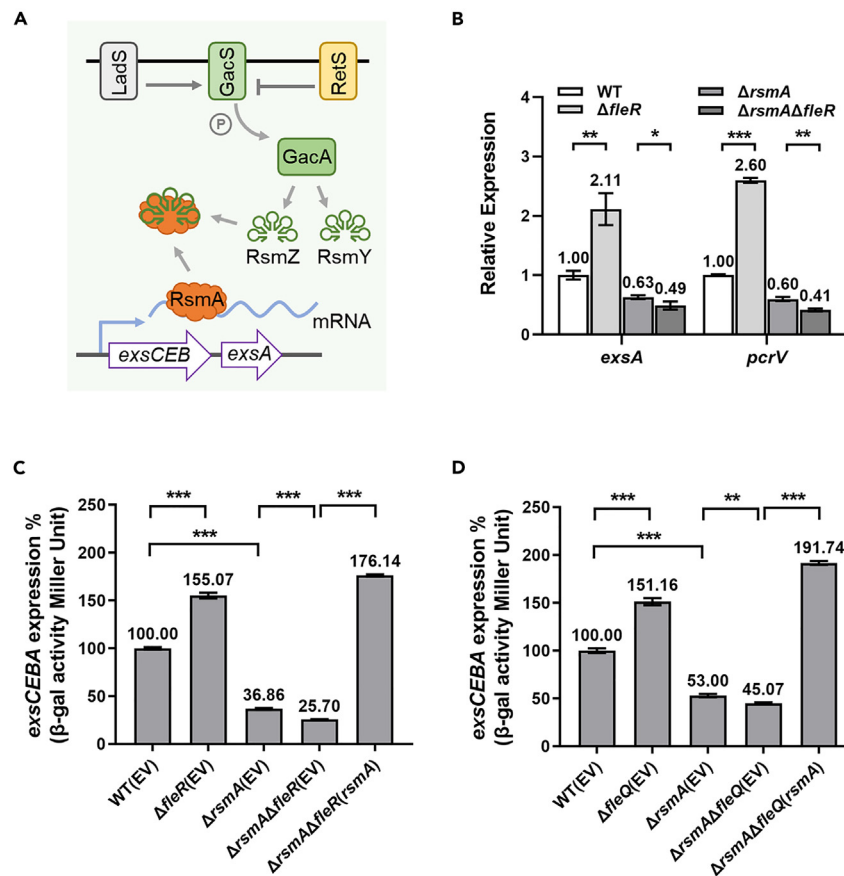 A
LadS
GacS
RetS
P
GacA
RsmZ
RsmY
RsmA
mRNA
exsCEB
exsA
B
WT
ΔfleR
ΔrsmA
ΔrsmAΔfleR
Relative Expression
4
3
2
1
0
**
*
***
**
1.00
2.11
0.63
0.49
1.00
2.60
0.60
0.41
exsA
pcrV
C
exsCEBA expression %
(β-gal activity Miller Unit)
250
200
150
100
50
0
***
***
***
***
100.00
155.07
36.86
25.70
176.14
WT(EV)
ΔfleR(EV)
ΔrsmA(EV)
ΔrsmAΔfleR(EV)
ΔrsmAΔfleR(rsmA)
D
exsCEBA expression %
(β-gal activity Miller Unit)
250
200
150
100
50
0
***
**
***
***
100.00
151.16
53.00
45.07
191.74
WT(EV)
ΔfleQ(EV)
ΔrsmA(EV)
ΔrsmAΔfleQ(EV)
ΔrsmAΔfleQ(rsmA)